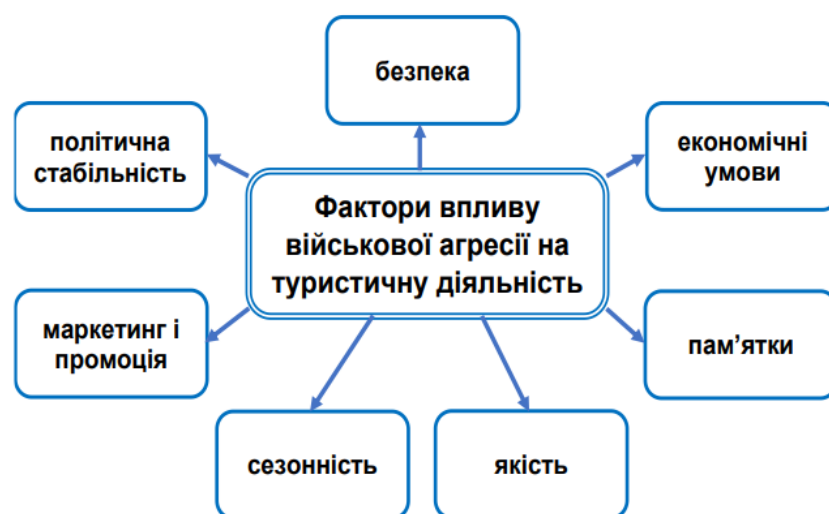 безпека
політична
стабільність
економічні
умови
Фактори впливу
військової агресії на
туристичну діяльність
маркетинг і
промоція
пам’ятки
сезонність
якість